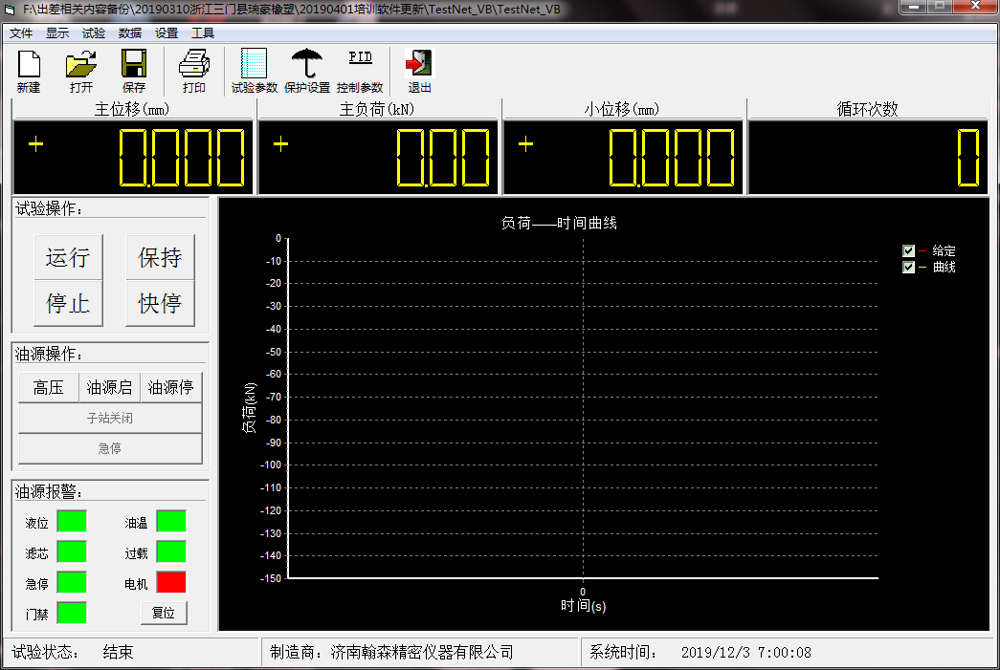 F:\出差相关内容备份\20190310浙江三门县瑞豪橡塑\20190401培训软件更新\TestNet_VB\TestNet_VB
文件 显示 试验 数据 设置 工具
PID
新建 打开 保存 打印 试验参数 保护设置 控制参数 退出
主位移(mm) 主负荷(kN) 小位移(mm) 循环次数
+ 0.000 + 0.00 + 0.000 0
试验操作:
运行 保持
停止 快停
油源操作:
高压 油源启 油源停
子站关闭
急停
油源报警:
液位 油温
滤芯 过载
急停 电机
门禁 复位
负荷——时间曲线
给定
曲线
负荷(kN)
0
-10
-20
-30
-40
-50
-60
-70
-80
-90
-100
-110
-120
-130
-140
-150
0
时间(s)
试验状态: 结束 制造商: 济南翰森精密仪器有限公司 系统时间: 2019/12/3 7:00:08